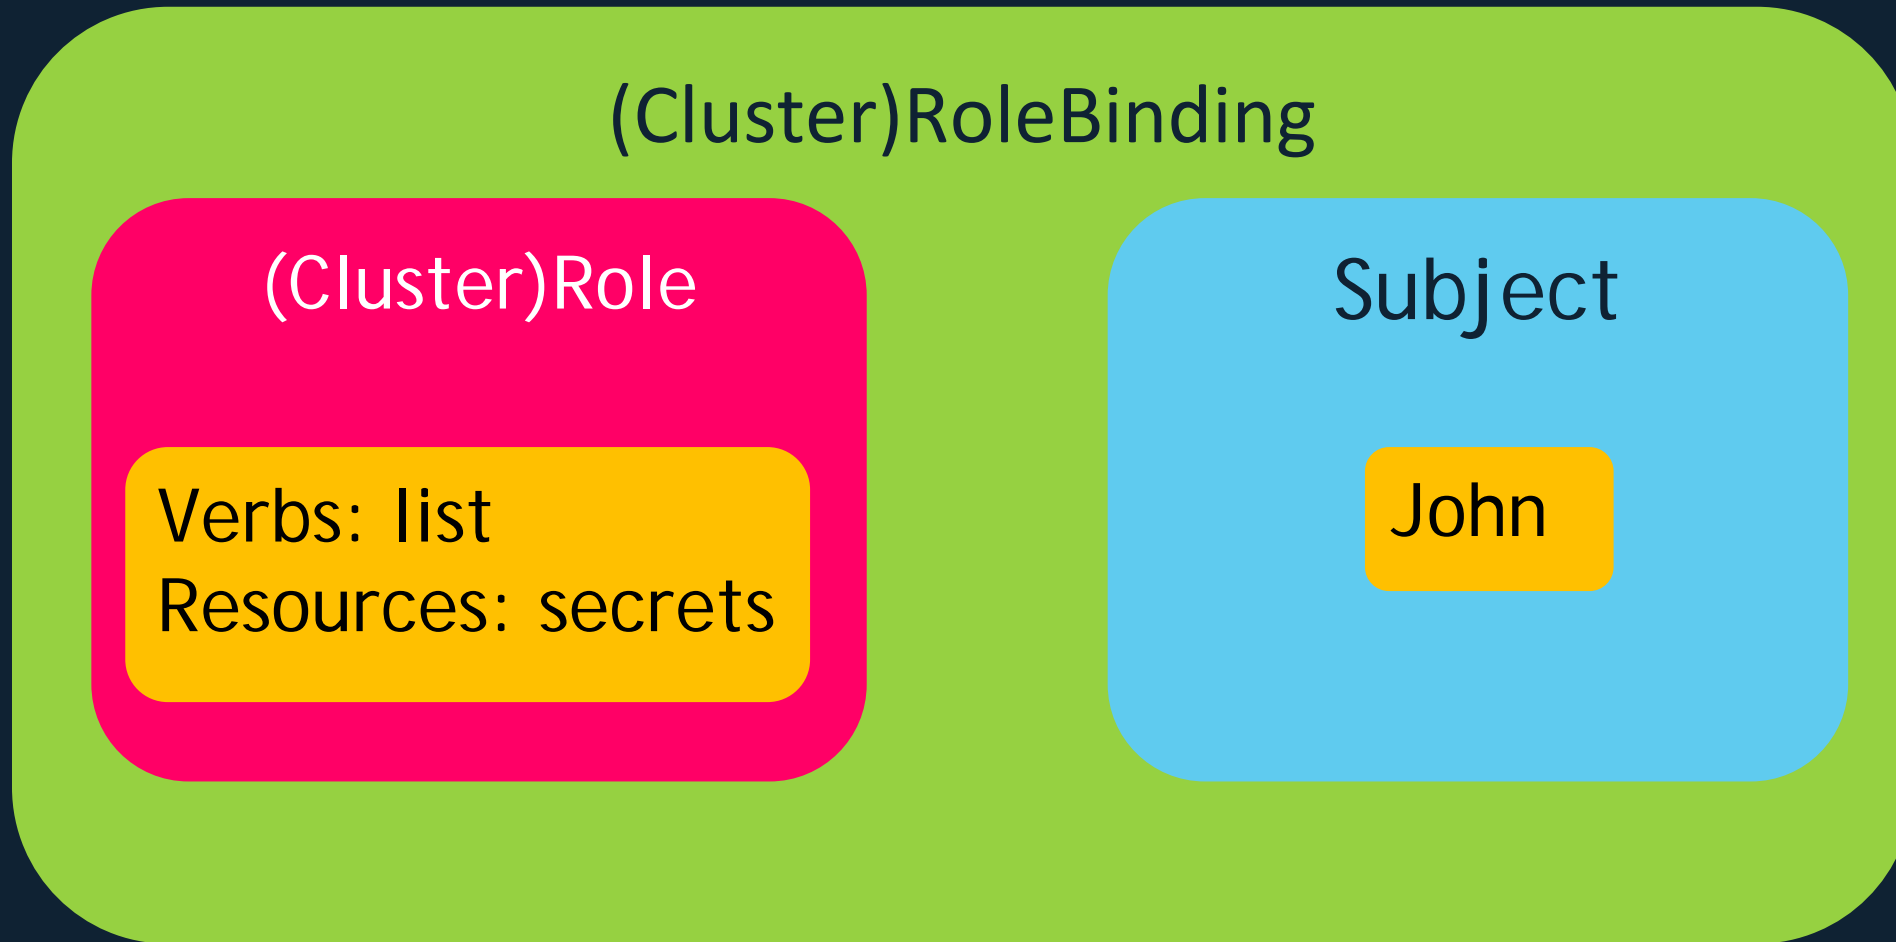 (Cluster)RoleBinding
(Cluster)Role
Subject
Verbs: list
Resources: secrets
John